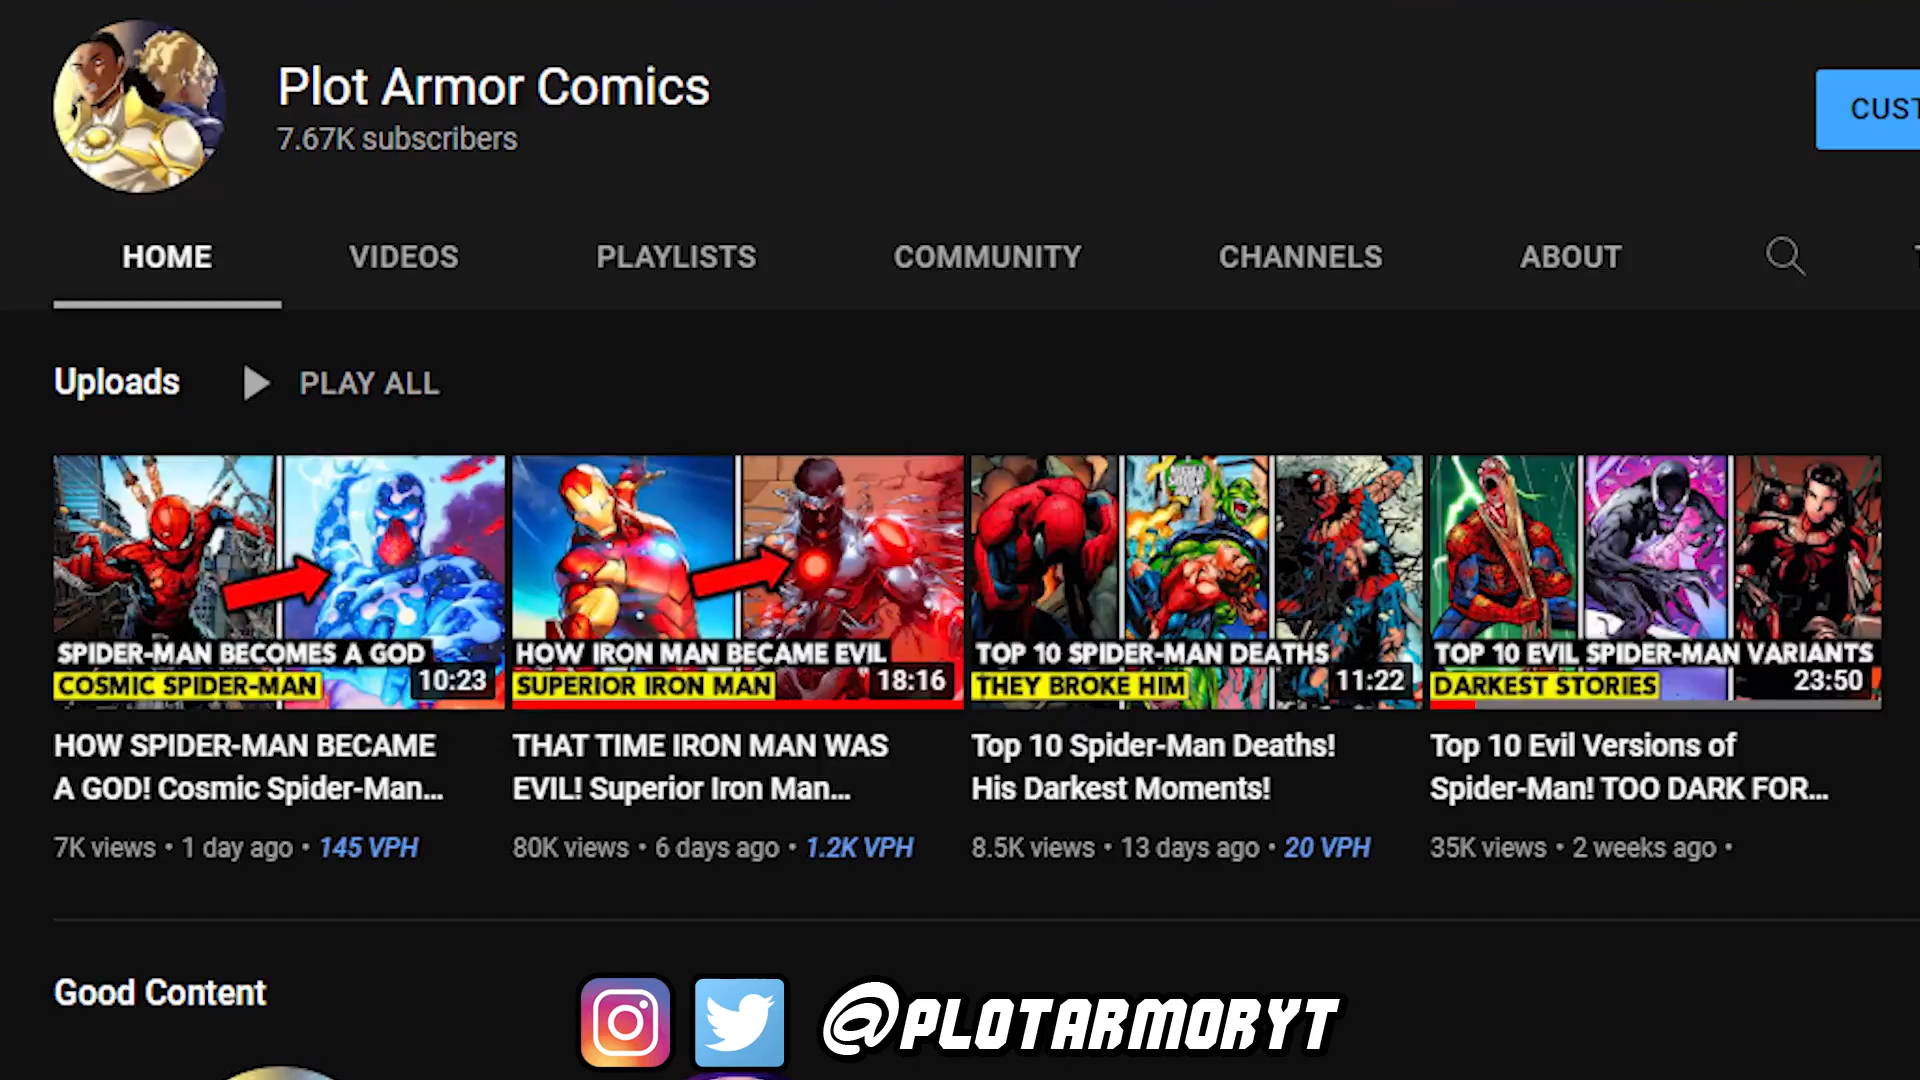 Plot Armor Comics
7.67K subscribers
CUST
HOME VIDEOS PLAYLISTS COMMUNITY CHANNELS ABOUT
Uploads PLAY ALL
SPIDER-MAN BECOMES A GOD
COSMIC SPIDER-MAN
10:23
HOW IRON MAN BECAME EVIL
SUPERIOR IRON MAN
18:16
TOP 10 SPIDER-MAN DEATHS
THEY BROKE HIM
11:22
TOP 10 EVIL SPIDER-MAN VARIANTS
DARKEST STORIES
23:50
HOW SPIDER-MAN BECAME
A GOD! Cosmic Spider-Man...
7K views • 1 day ago • 145 VPH
THAT TIME IRON MAN WAS
EVIL! Superior Iron Man...
80K views • 6 days ago • 1.2K VPH
Top 10 Spider-Man Deaths!
His Darkest Moments!
8.5K views • 13 days ago • 20 VPH
Top 10 Evil Versions of
Spider-Man! TOO DARK FOR...
35K views • 2 weeks ago •
Good Content
@PLOTARMORYT